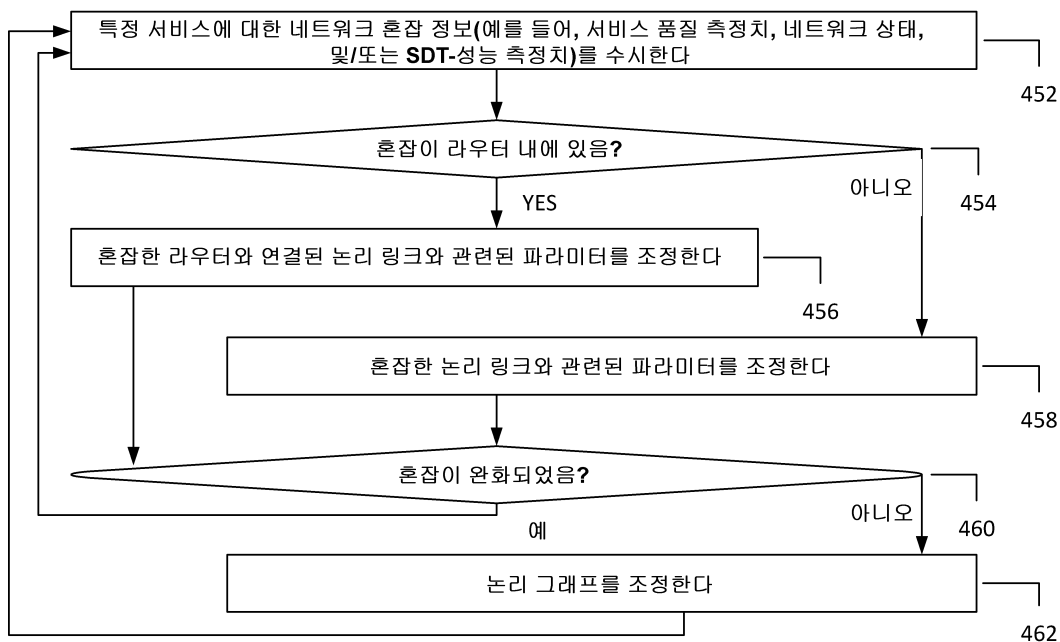 특정 서비스에 대한 네트워크 혼잡 정보(예를 들어, 서비스 품질 측정치, 네트워크 상태,
및/또는 SDT-성능 측정치)를 수시한다
452
혼잡이 라우터 내에 있음?
454
아니오
YES
혼잡한 라우터와 연결된 논리 링크와 관련된 파라미터를 조정한다
456
혼잡한 논리 링크와 관련된 파라미터를 조정한다
458
혼잡이 완화되었음?
460
아니오
예
논리 그래프를 조정한다
462